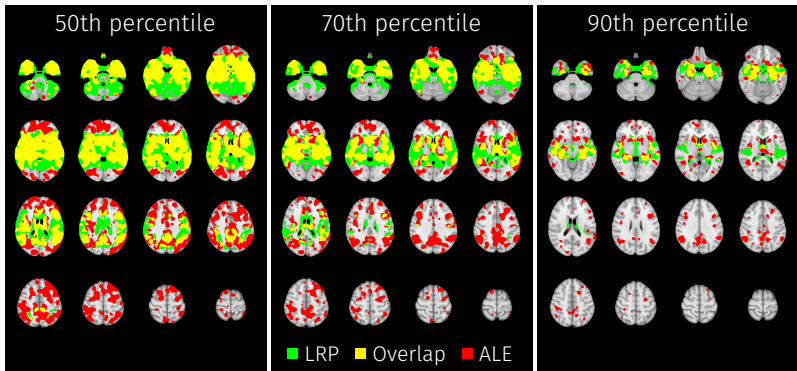 50th percentile
70th percentile
90th percentile
LRP
Overlap
ALE